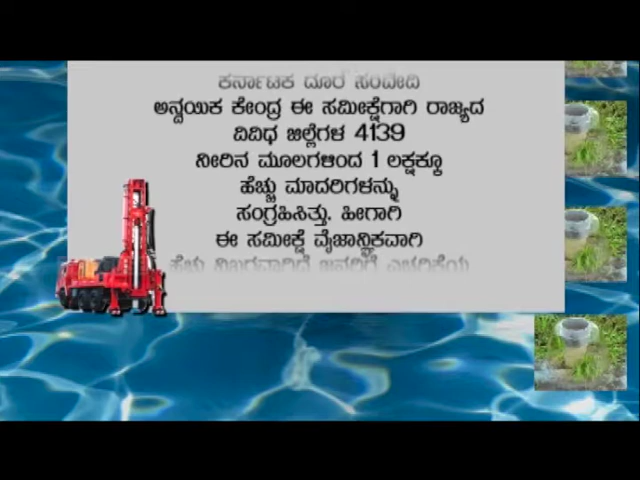 ಕರ್ನಾಟಕ ದೂರ ಸಂವೇದಿ
ಅನ್ವಯಿಕ ಕೇಂದ್ರ ಈ ಸಮೀಕ್ಷೆಗಾಗಿ ರಾಜ್ಯದ
ವಿವಿಧ ಜಿಲ್ಲೆಗಳ 4139
ನೀರಿನ ಮೂಲಗಳಿಂದ 1 ಲಕ್ಷಕ್ಕೂ
ಹೆಚ್ಚು ಮಾದರಿಗಳನ್ನು
ಸಂಗ್ರಹಿಸಿತ್ತು. ಹೀಗಾಗಿ
ಈ ಸಮೀಕ್ಷೆ ವೈಜಾನ್ಞಿಕವಾಗಿ
ಹೆಚ್ಚು